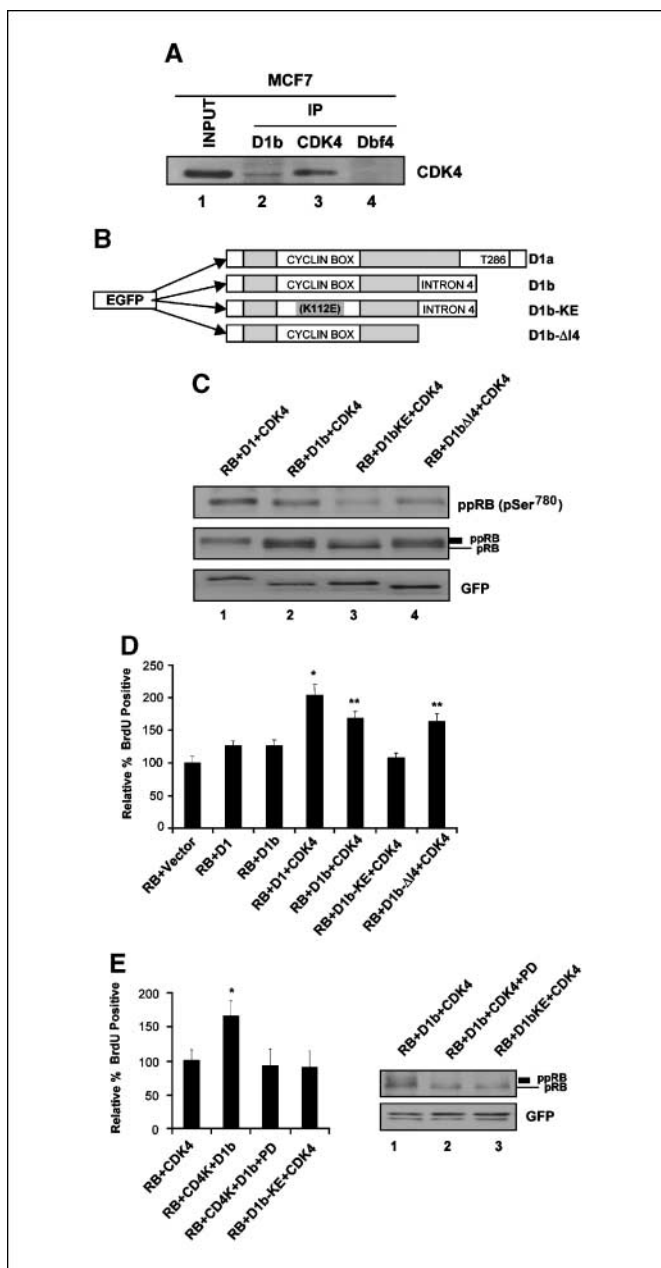 A
MCF7
INPUT
IP
D1b CDK4 Dbf4
CDK4
1 2 3 4
B
EGFP
CYCLIN BOX T286 D1a
CYCLIN BOX INTRON 4 D1b
(K112E) INTRON 4 D1b-KE
CYCLIN BOX D1b-ΔI4
C
RB+D1+CDK4
RB+D1b+CDK4
RB+D1bKE+CDK4
RB+D1bΔI4+CDK4
ppRB (pSer780)
ppRB
pRB
GFP
1 2 3 4
D
Relative % BrdU Positive
250
200
150
100
50
0
* ** **
RB+Vector
RB+D1
RB+D1b
RB+D1+CDK4
RB+D1b+CDK4
RB+D1b-KE+CDK4
RB+D1b-ΔI4+CDK4
E
Relative % BrdU Positive
200
150
100
50
0
*
RB+CDK4
RB+CD4K+D1b
RB+CD4K+D1b+PD
RB+D1b-KE+CDK4
RB+D1b+CDK4
RB+D1b+CDK4+PD
RB+D1bKE+CDK4
ppRB
pRB
GFP
1 2 3